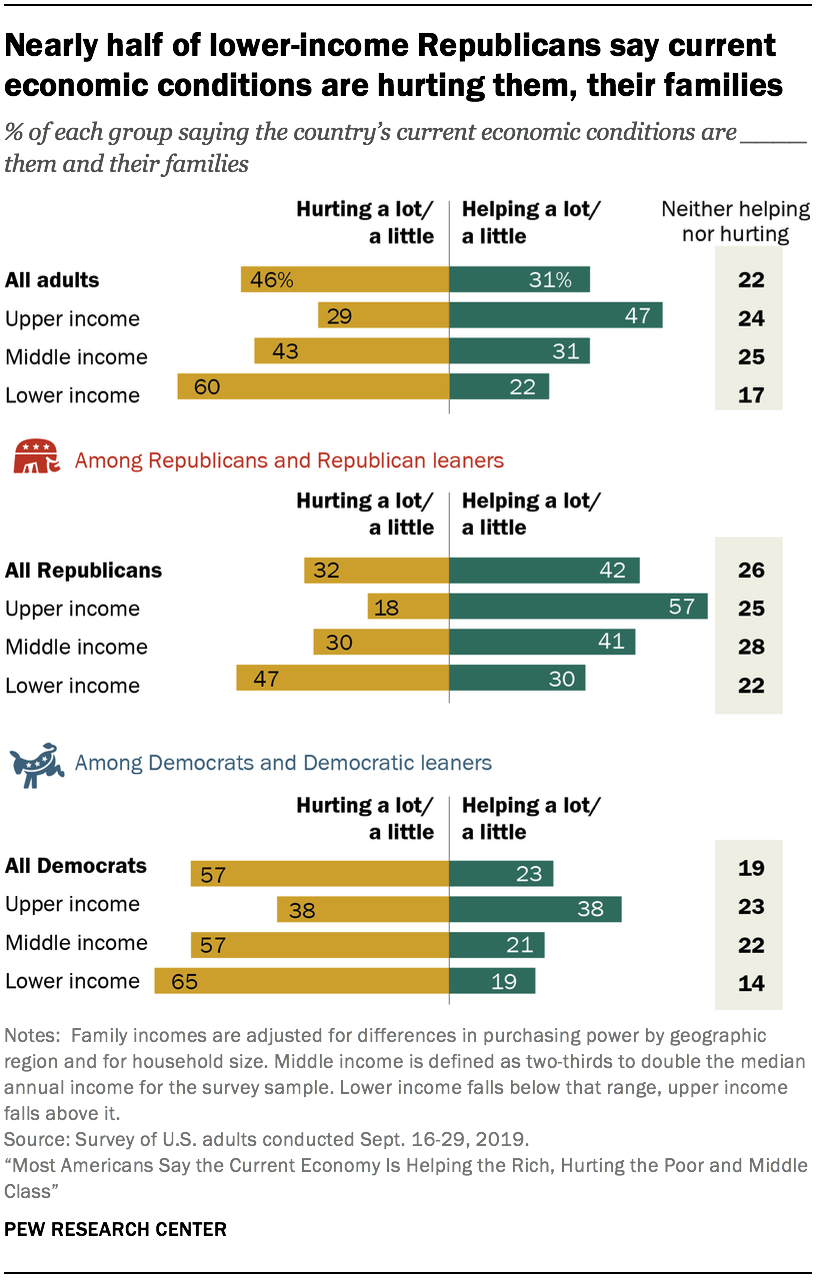 Nearly half of lower-income Republicans say current
economic conditions are hurting them, their families
% of each group saying the country's current economic conditions are _____
them and their families
Hurting a lot/
a little
Helping a lot/
a little
Neither helping
nor hurting
All adults 46% 31% 22
Upper income 29 47 24
Middle income 43 31 25
Lower income 60 22 17
Among Republicans and Republican leaners
Hurting a lot/
a little
Helping a lot/
a little
All Republicans 32 42 26
Upper income 18 57 25
Middle income 30 41 28
Lower income 47 30 22
Among Democrats and Democratic leaners
Hurting a lot/
a little
Helping a lot/
a little
All Democrats 57 23 19
Upper income 38 38 23
Middle income 57 21 22
Lower income 65 19 14
Notes: Family incomes are adjusted for differences in purchasing power by geographic
region and for household size. Middle income is defined as two-thirds to double the median
annual income for the survey sample. Lower income falls below that range, upper income
falls above it.
Source: Survey of U.S. adults conducted Sept. 16-29, 2019.
“Most Americans Say the Current Economy Is Helping the Rich, Hurting the Poor and Middle
Class”
PEW RESEARCH CENTER